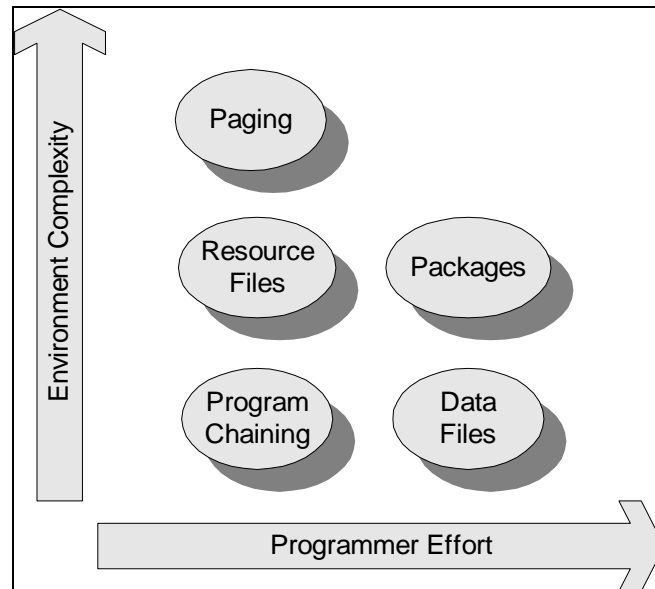 Environment Complexity
Paging
Resource
Files
Packages
Program
Chaining
Data
Files
Programmer Effort